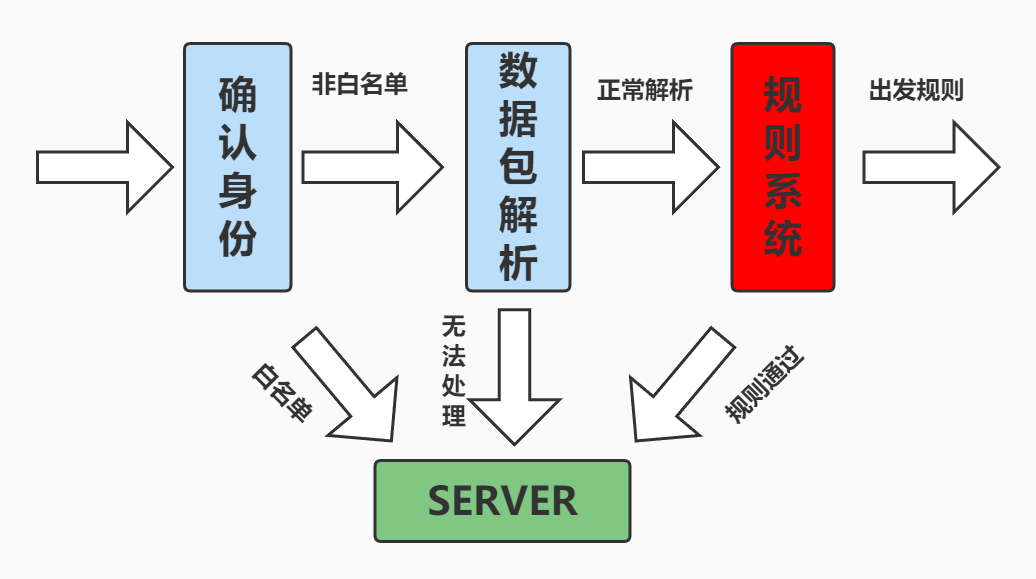 确认身份
非白名单
数据包解析
正常解析
规则系统
出发规则
白名单
无法处理
规则通过
SERVER